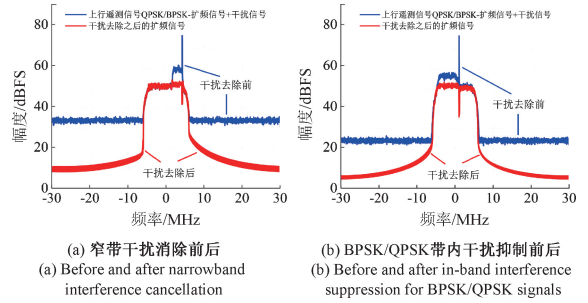 上行遥测信号QPSK/BPSK-扩频信号+干扰信号
干扰去除之后的扩频信号
干扰去除前
干扰去除后
幅度/dBFS
80
60
40
20
0
-30 -20 -10 0 10 20 30
频率/MHz
(a) 窄带干扰消除前后
(a) Before and after narrowband
interference cancellation
上行遥测信号QPSK/BPSK-扩频信号+干扰信号
干扰去除之后的扩频信号
干扰去除前
干扰去除后
幅度/dBFS
80
60
40
20
0
-30 -20 -10 0 10 20 30
频率/MHz
(b) BPSK/QPSK带内干扰抑制前后
(b) Before and after in-band interference
suppression for BPSK/QPSK signals